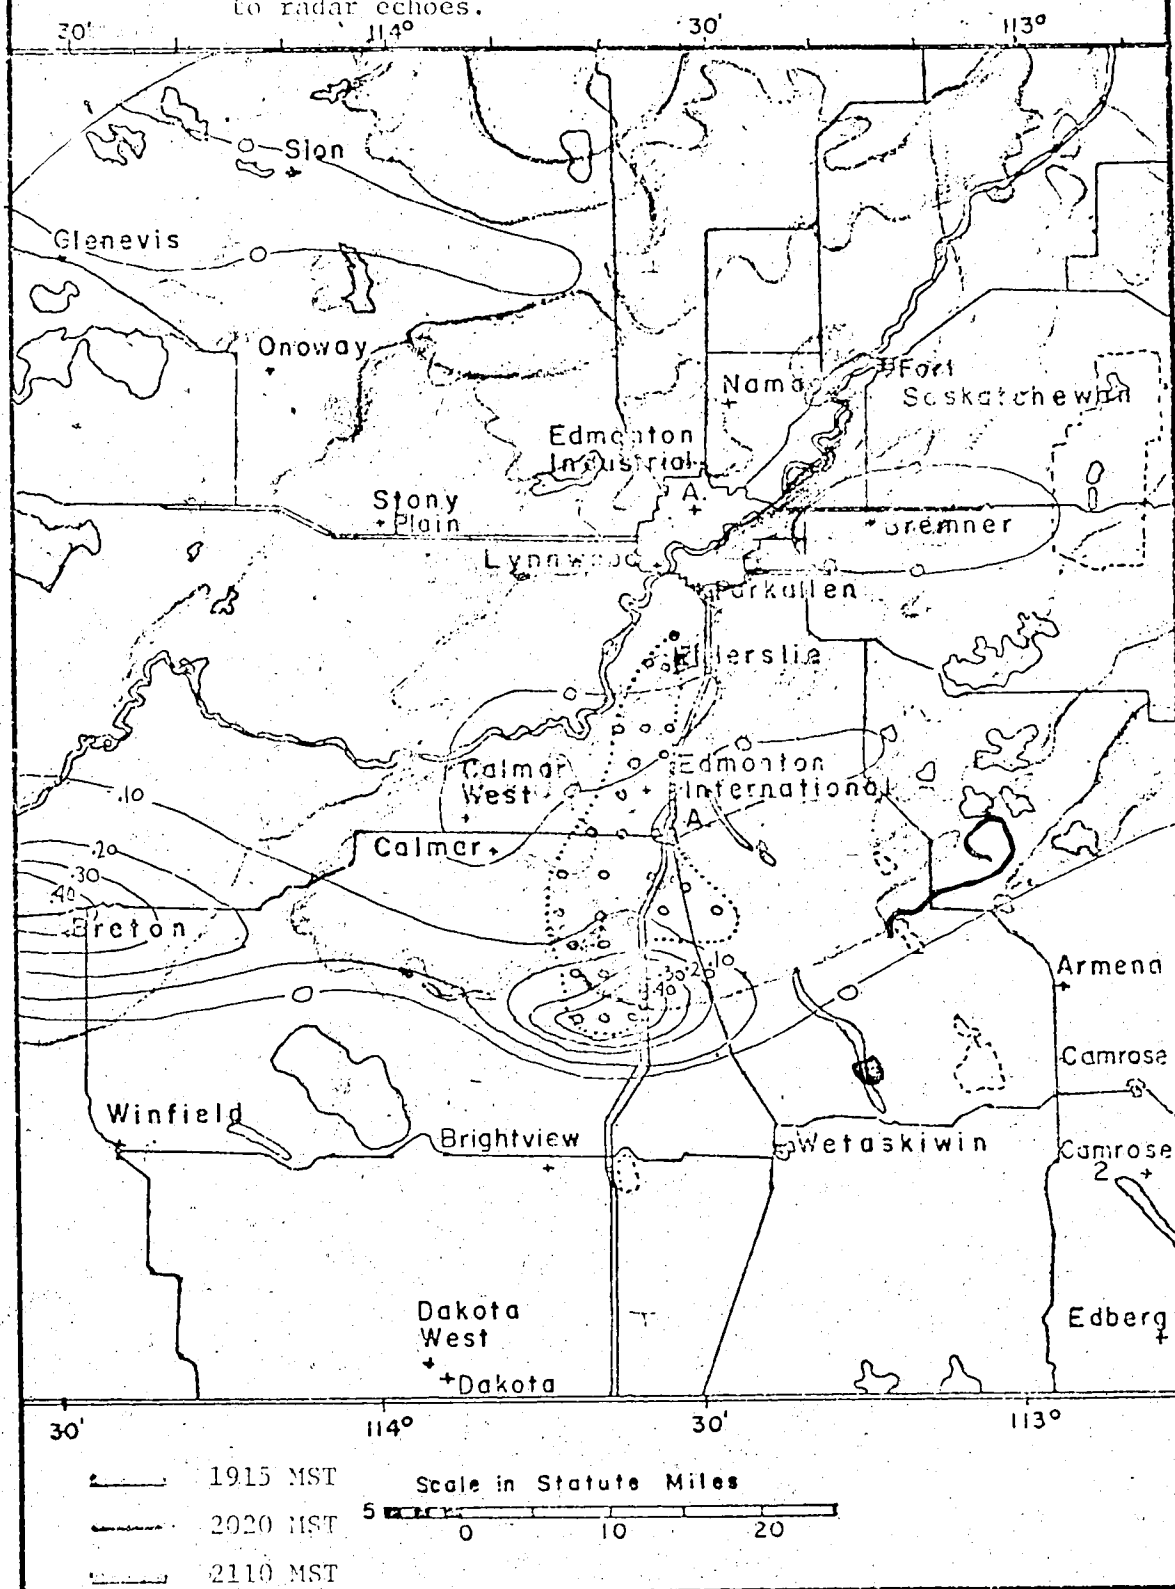 to radar echoes.
30' 114° 30' 113°
Sion
Glenevis
Onoway
Namao
Fort
Saskatchewan
Edmonton
Industrial
A
Stony
Plain
Bremner
Lynnwood
Parkallen
Ellerslie
Calmar
West
Edmonton
International
A
.10
Calmar
.20
.30
.40
Breton
.10
.20
.30
.40
Armena
Camrose
Winfield
Brightview
Wetaskiwin
Camrose
2
Dakota
West
Edberg
Dakota
30' 114° 30' 113°
1915 MST
Scale in Statute Miles
5 0 10 20
2020 MST
2110 MST